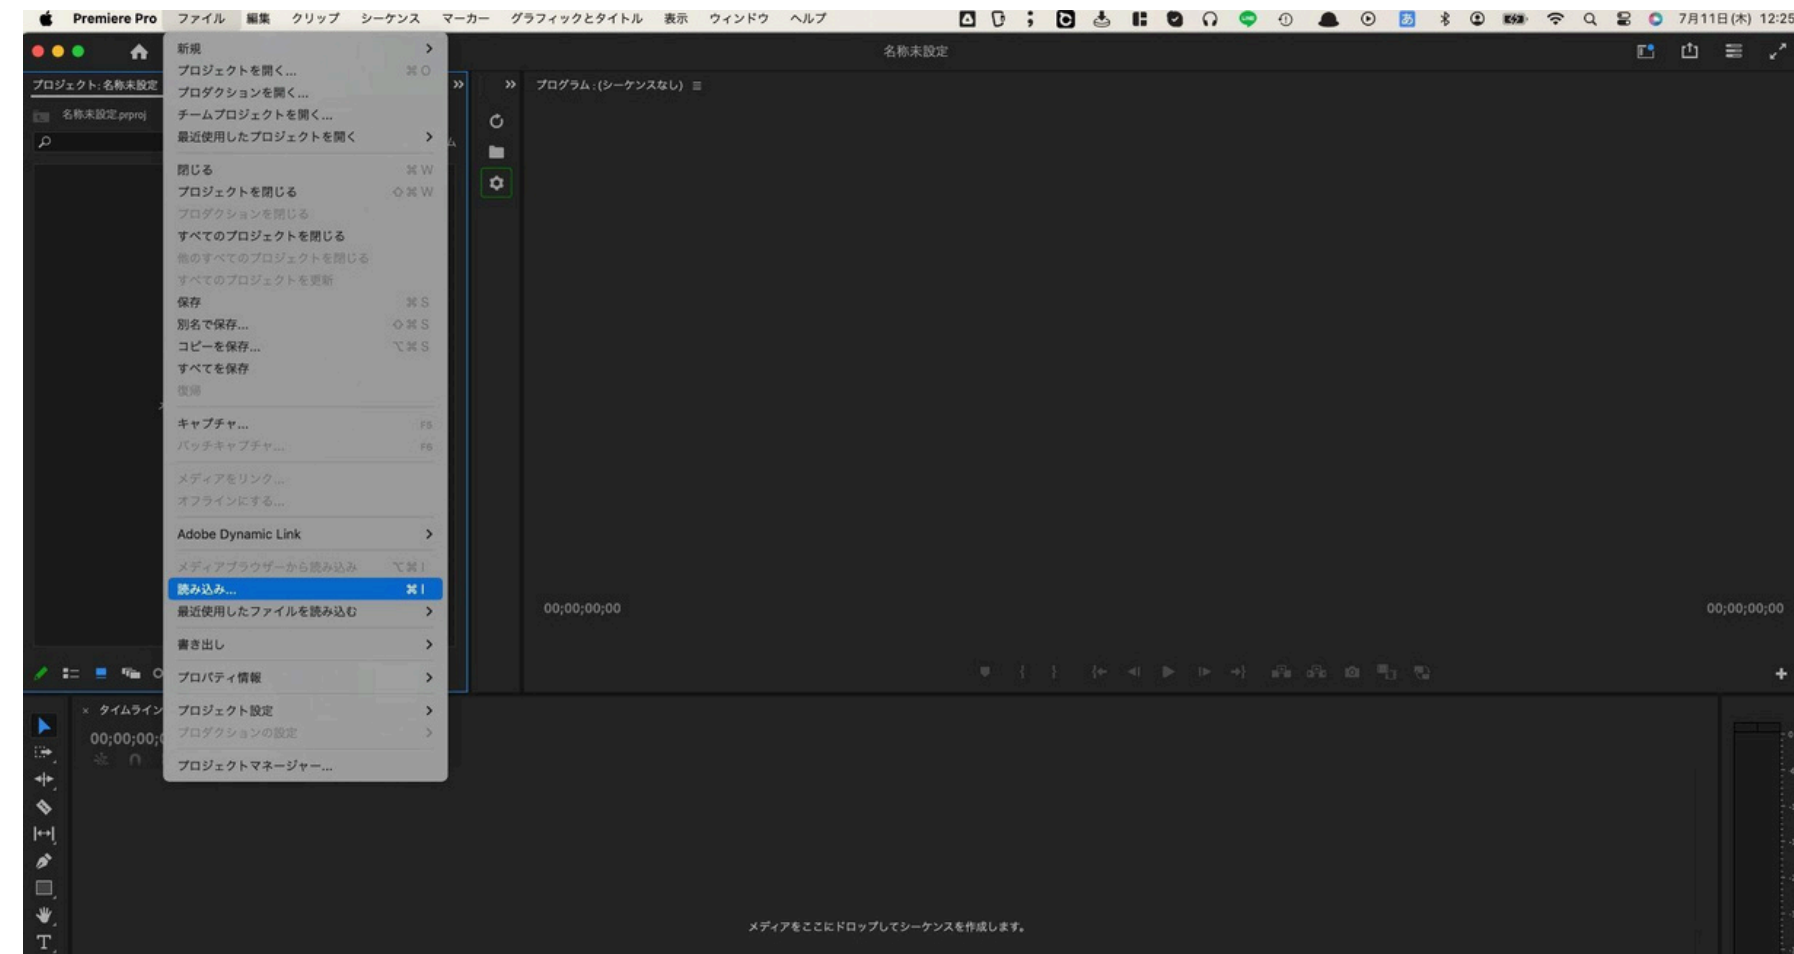 Premiere Pro ファイル 編集 クリップ シーケンス マーカー グラフィックとタイトル 表示 ウィンドウ ヘルプ あ 7月11日(木) 12:25
名称未設定
新規
プロジェクトを開く... ⌘O
プロダクションを開く...
チームプロジェクトを開く...
最近使用したプロジェクトを開く
閉じる ⌘W
プロジェクトを閉じる ⇧⌘W
プロダクションを閉じる
すべてのプロジェクトを閉じる
他のすべてのプロジェクトを閉じる
すべてのプロジェクトを更新
保存 ⌘S
別名で保存... ⇧⌘S
コピーを保存... ⌥⌘S
すべてを保存
復帰
キャプチャ... F5
バッチキャプチャ... F6
メディアをリンク...
オフラインにする...
Adobe Dynamic Link
メディアブラウザーから読み込み ⌥⌘I
読み込み... ⌘I
最近使用したファイルを読み込む
書き出し
プロパティ情報
プロジェクト設定
プロダクションの設定
プロジェクトマネージャー...
プロジェクト:名称未設定
名称未設定.prproj
ム
プログラム:(シーケンスなし)
00;00;00;00
00;00;00;00
× タイムライン
00;00;00;
メディアをここにドロップしてシーケンスを作成します。